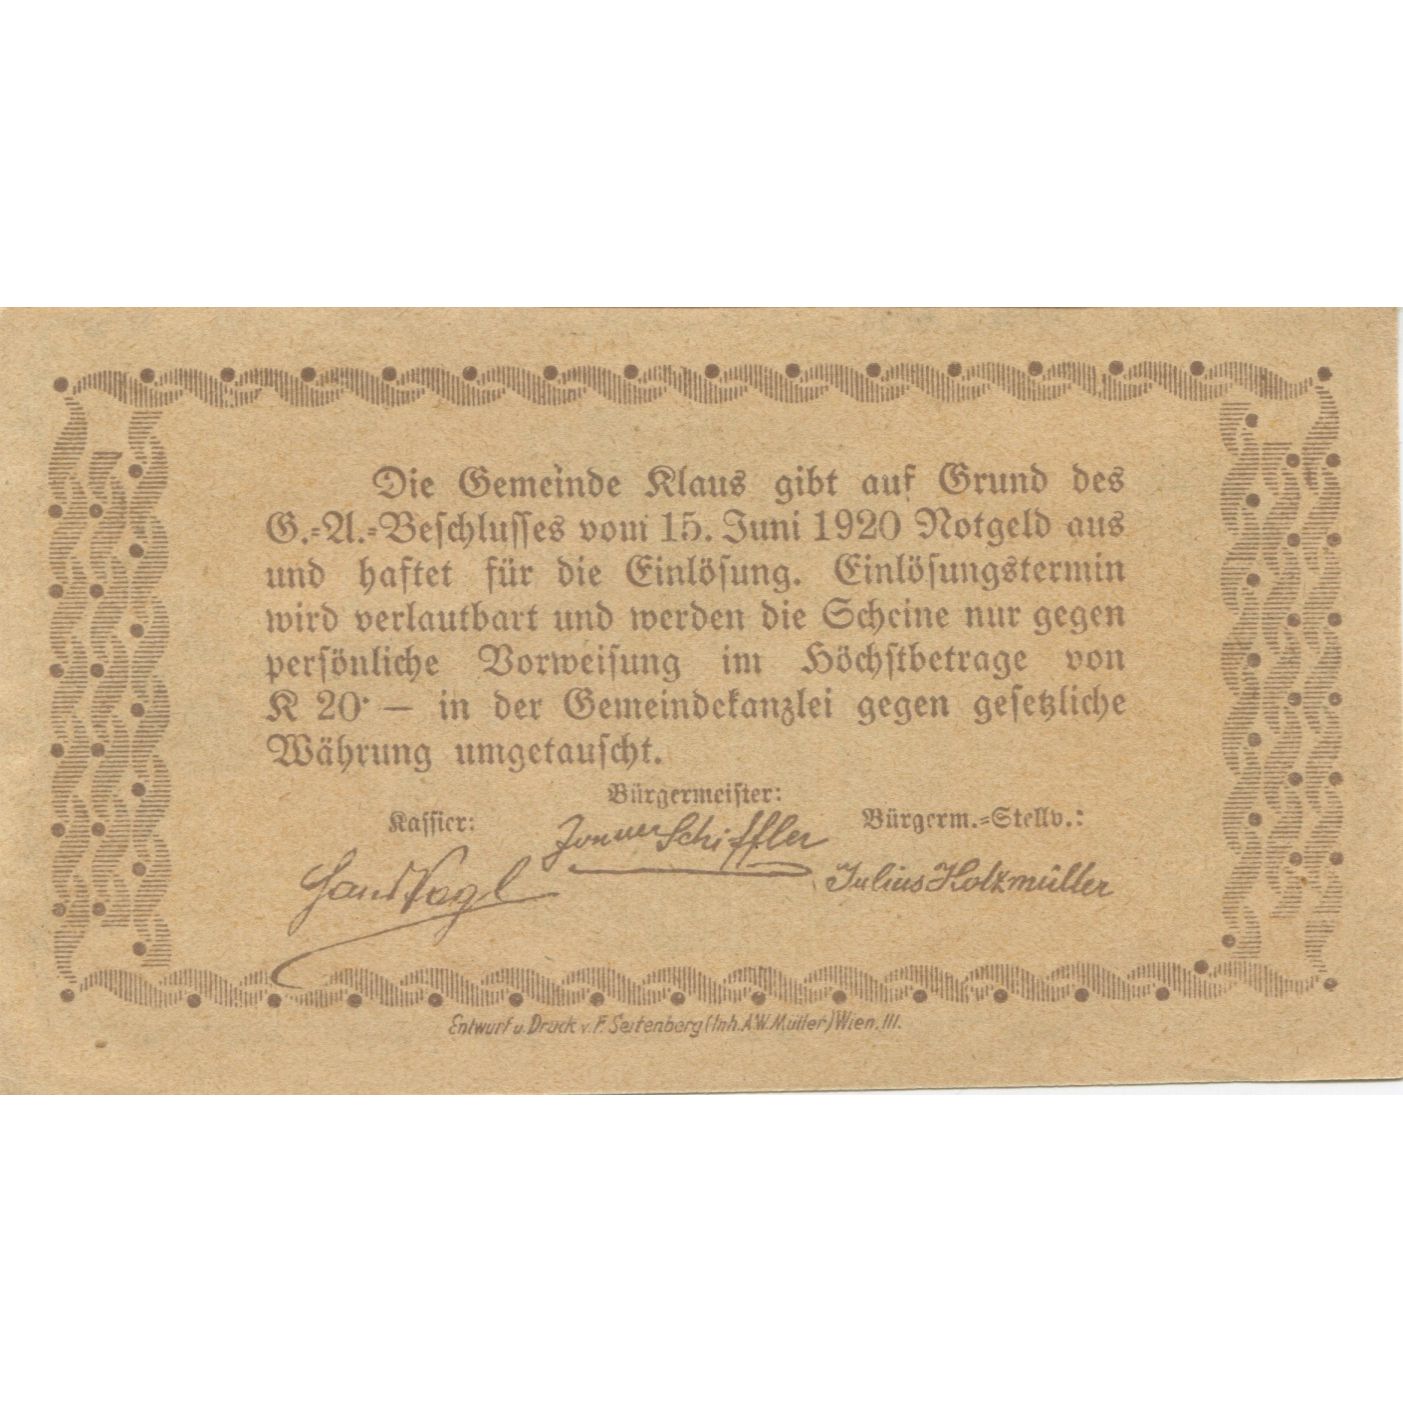 Die Gemeinde Klaus gibt auf Grund des
G.-A.-Beschlusses vom 15. Juni 1920 Notgeld aus
und haftet für die Einlösung. Einlösungstermin
wird verlautbart und werden die Scheine nur gegen
persönliche Vorweisung im Höchstbetrage von
K 20·— in der Gemeindekanzlei gegen gesetzliche
Währung umgetauscht.
Bürgermeister:
Kassier:
Bürgerm.-Stellv.:
Schiffler
Vogl
Julius Holzmüller
Entwurf u. Druck v. F. Seitenberg (Inh. A.W. Müller) Wien, III.